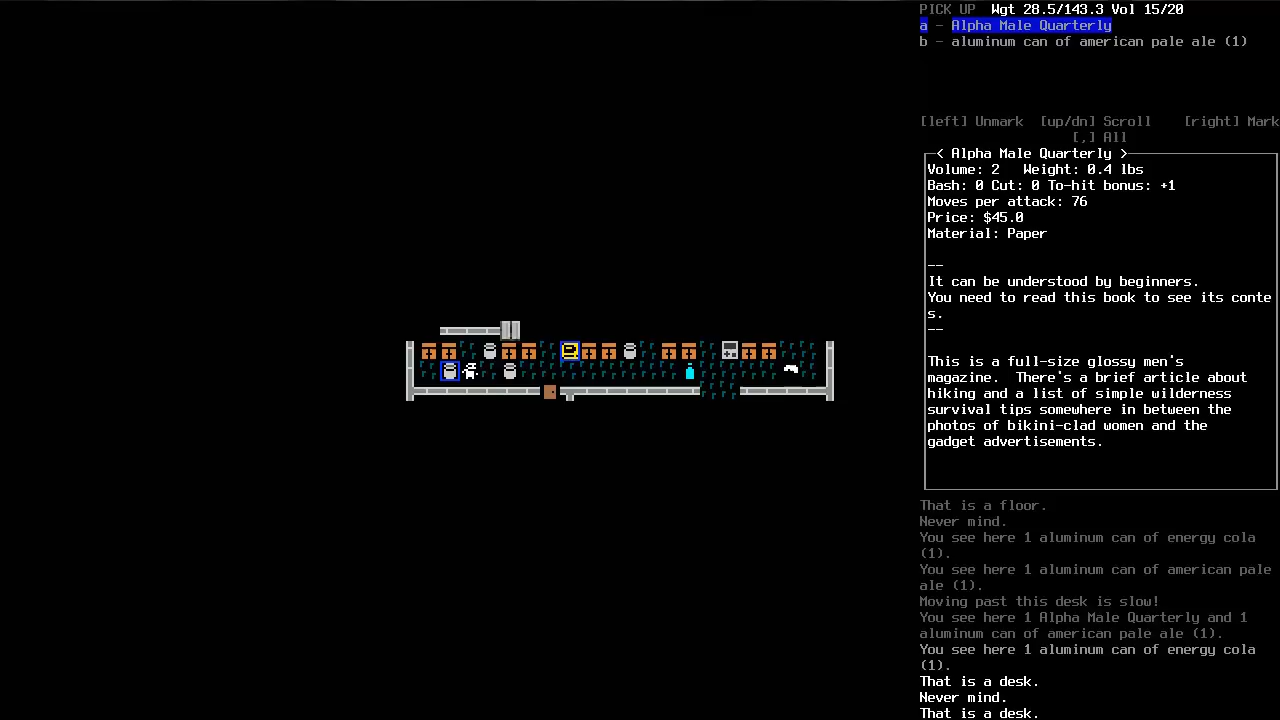 PICK UP  Wgt 28.5/143.3 Vol 15/20
a - Alpha Male Quarterly
b - aluminum can of american pale ale (1)
[left] Unmark  [up/dn] Scroll    [right] Mark
[,] All
< Alpha Male Quarterly >
Volume: 2   Weight: 0.4 lbs
Bash: 0 Cut: 0 To-hit bonus: +1
Moves per attack: 76
Price: $45.0
Material: Paper
--
It can be understood by beginners.
You need to read this book to see its conte
s.
--
This is a full-size glossy men's
magazine.  There's a brief article about
hiking and a list of simple wilderness
survival tips somewhere in between the
photos of bikini-clad women and the
gadget advertisements.
That is a floor.
Never mind.
You see here 1 aluminum can of energy cola
(1).
You see here 1 aluminum can of american pale
ale (1).
Moving past this desk is slow!
You see here 1 Alpha Male Quarterly and 1
aluminum can of american pale ale (1).
You see here 1 aluminum can of energy cola
(1).
That is a desk.
Never mind.
That is a desk.